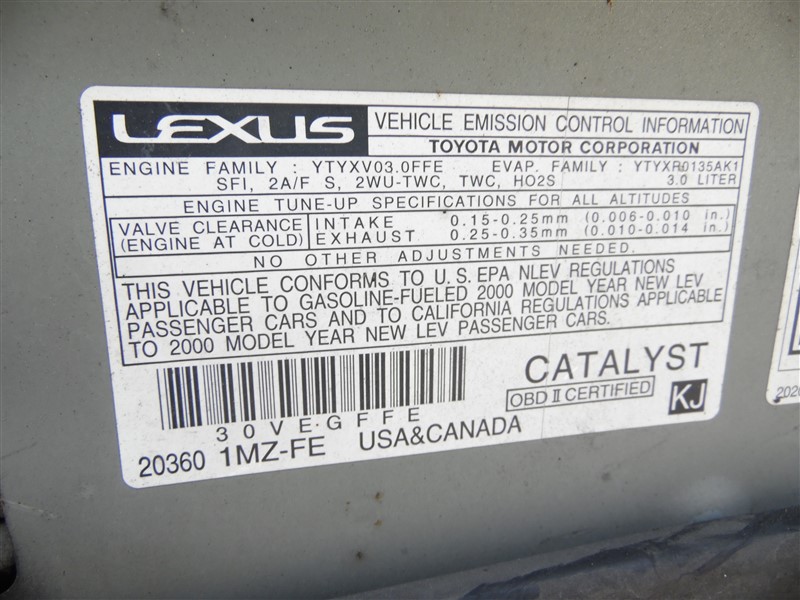 LEXUS
VEHICLE EMISSION CONTROL INFORMATION
TOYOTA MOTOR CORPORATION
ENGINE FAMILY : YTYXV03.0FFE EVAP. FAMILY : YTYXR0135AK1
SFI, 2A/F S, 2WU-TWC, TWC, HO2S 3.0 LITER
ENGINE TUNE-UP SPECIFICATIONS FOR ALL ALTITUDES
VALVE CLEARANCE INTAKE 0.15-0.25mm (0.006-0.010 in.)
(ENGINE AT COLD) EXHAUST 0.25-0.35mm (0.010-0.014 in.)
NO OTHER ADJUSTMENTS NEEDED.
THIS VEHICLE CONFORMS TO U.S. EPA NLEV REGULATIONS
APPLICABLE TO GASOLINE-FUELED 2000 MODEL YEAR NEW LEV
PASSENGER CARS AND TO CALIFORNIA REGULATIONS APPLICABLE
TO 2000 MODEL YEAR NEW LEV PASSENGER CARS.
CATALYST
OBD II CERTIFIED
KJ
30VE·GFFE
20360 1MZ-FE USA&CANADA